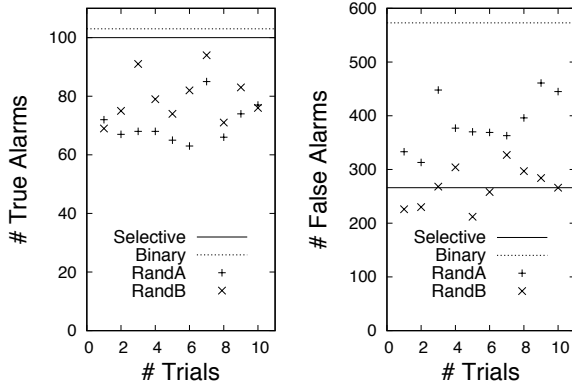 # True Alarms
100
80
60
40
20
0
Selective
Binary
RandA
RandB
0 2 4 6 8 10
# Trials
# False Alarms
600
500
400
300
200
100
0
Selective
Binary
RandA
RandB
0 2 4 6 8 10
# Trials